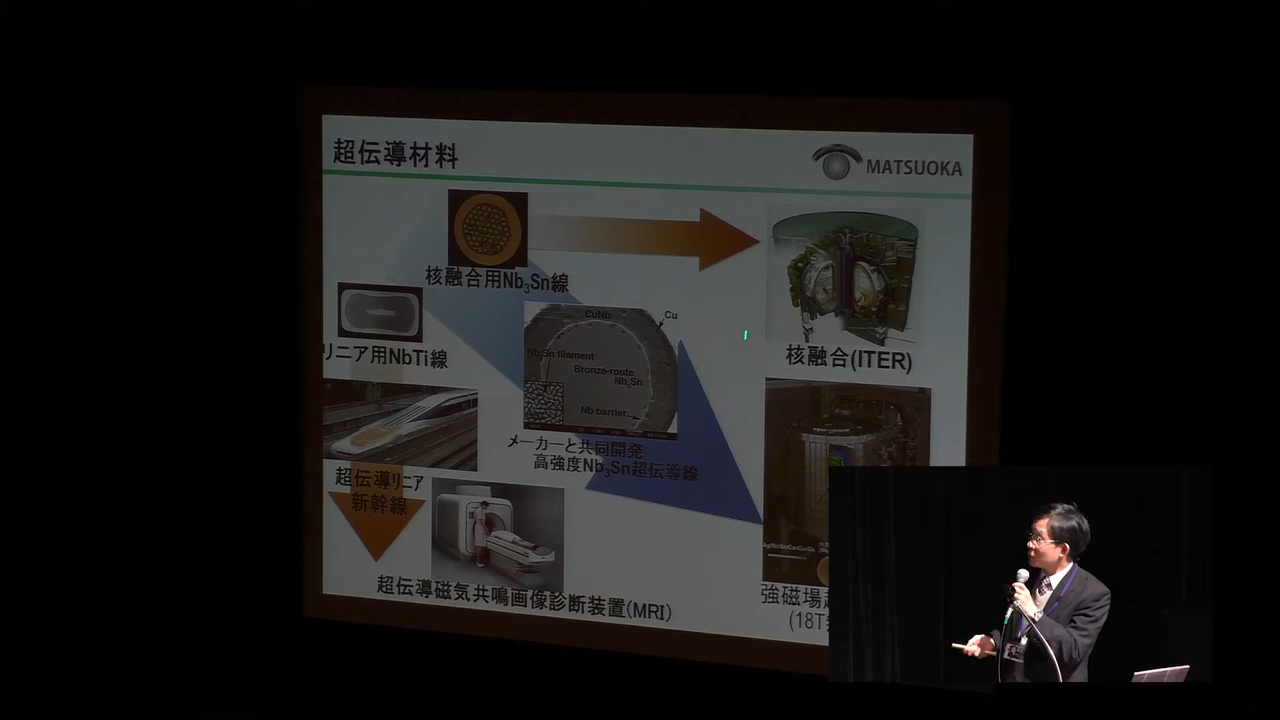 超伝導材料
MATSUOKA
核融合用Nb₃Sn線
リニア用NbTi線
CuNb
Cu
Nb₃Sn filament
Bronze-route
Nb₃Sn
Nb barrier
核融合(ITER)
メーカーと共同開発
高強度Nb₃Sn超伝導線
超伝導リニア
新幹線
超伝導磁気共鳴画像診断装置(MRI)
強磁場
(18T